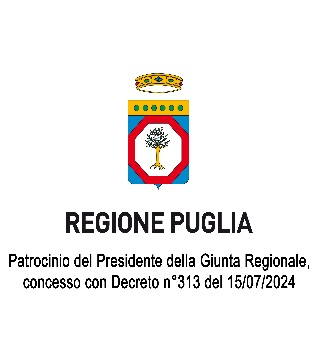 REGIONE PUGLIA
Patrocinio del Presidente della Giunta Regionale,
concesso con Decreto n°313 del 15/07/2024